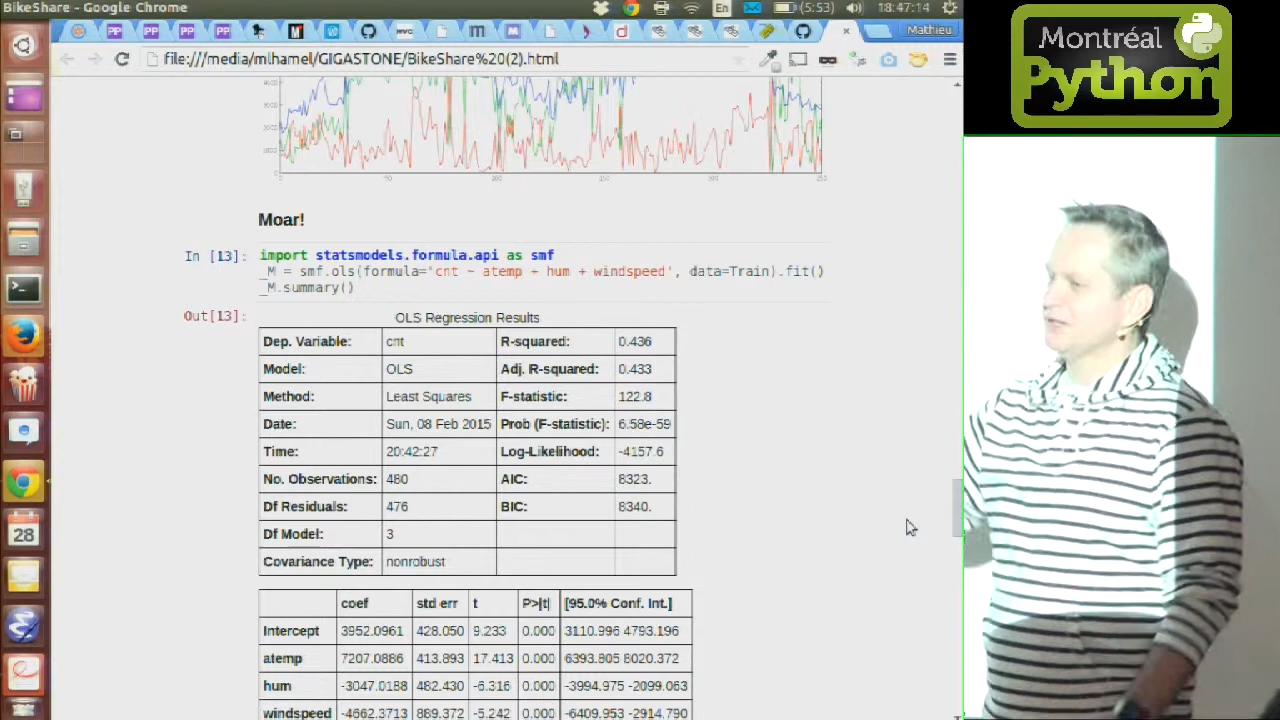 BikeShare - Google Chrome
En
(5:53)
18:47:14
Mathieu
file:///media/mlhamel/GIGASTONE/BikeShare%20(2).html
Montréal
Python
Moar!
In [13]: import statsmodels.formula.api as smf
_M = smf.ols(formula='cnt ~ atemp + hum + windspeed', data=Train).fit()
_M.summary()
Out[13]: OLS Regression Results
Dep. Variable: cnt R-squared: 0.436
Model: OLS Adj. R-squared: 0.433
Method: Least Squares F-statistic: 122.8
Date: Sun, 08 Feb 2015 Prob (F-statistic): 6.58e-59
Time: 20:42:27 Log-Likelihood: -4157.6
No. Observations: 480 AIC: 8323.
Df Residuals: 476 BIC: 8340.
Df Model: 3
Covariance Type: nonrobust
coef std err t P>|t| [95.0% Conf. Int.]
Intercept 3952.0961 428.050 9.233 0.000 3110.996 4793.196
atemp 7207.0886 413.893 17.413 0.000 6393.805 8020.372
hum -3047.0188 482.430 -6.316 0.000 -3994.975 -2099.063
windspeed -4662.3713 889.372 -5.242 0.000 -6409.953 -2914.790
28